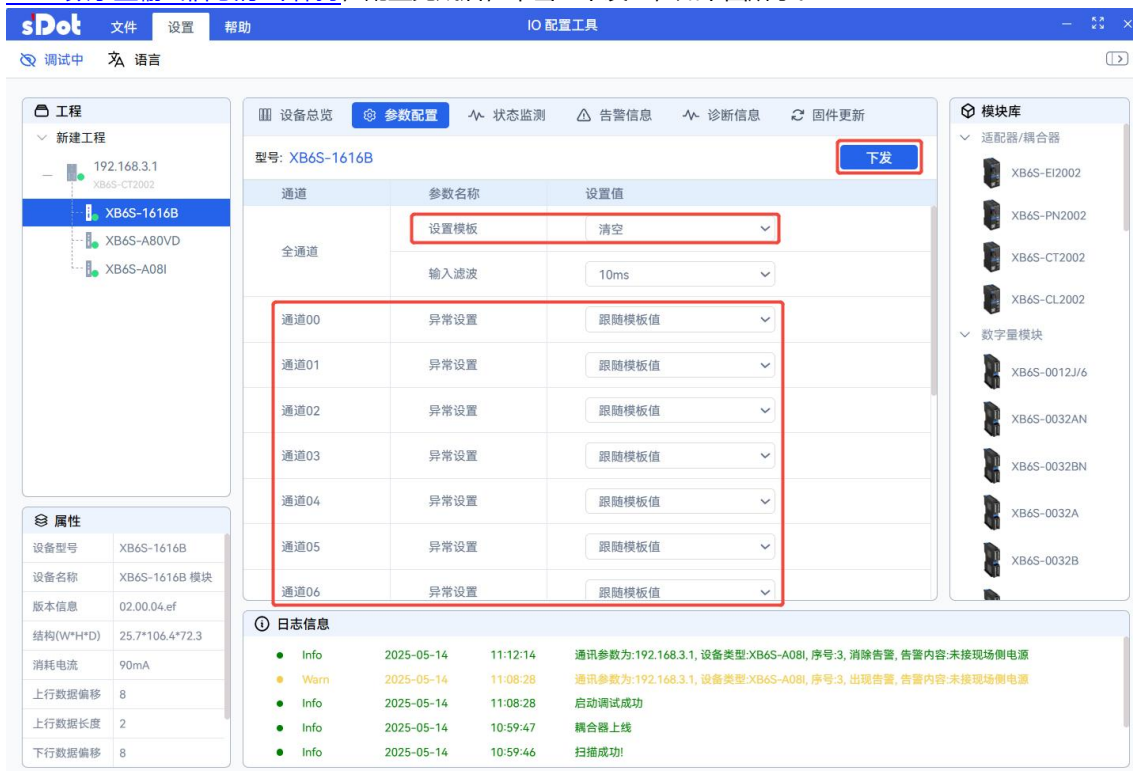 sDot 文件 设置 帮助 IO 配置工具
调试中 语言
工程
新建工程
192.168.3.1
XB6S-CT2002
XB6S-1616B
XB6S-A80VD
XB6S-A08I
设备总览 参数配置 状态监测 告警信息 诊断信息 固件更新
型号: XB6S-1616B 下发
通道 参数名称 设置值
全通道
设置模板 清空
输入滤波 10ms
通道00 异常设置 跟随模板值
通道01 异常设置 跟随模板值
通道02 异常设置 跟随模板值
通道03 异常设置 跟随模板值
通道04 异常设置 跟随模板值
通道05 异常设置 跟随模板值
通道06 异常设置 跟随模板值
模块库
适配器/耦合器
XB6S-EI2002
XB6S-PN2002
XB6S-CT2002
XB6S-CL2002
数字量模块
XB6S-0012J/6
XB6S-0032AN
XB6S-0032BN
XB6S-0032A
XB6S-0032B
属性
设备型号 XB6S-1616B
设备名称 XB6S-1616B 模块
版本信息 02.00.04.ef
结构(W*H*D) 25.7*106.4*72.3
消耗电流 90mA
上行数据偏移 8
上行数据长度 2
下行数据偏移 8
日志信息
Info 2025-05-14 11:12:14 通讯参数为:192.168.3.1, 设备类型:XB6S-A08I, 序号:3, 消除告警, 告警内容:未接现场侧电源
Warn 2025-05-14 11:08:28 通讯参数为:192.168.3.1, 设备类型:XB6S-A08I, 序号:3, 出现告警, 告警内容:未接现场侧电源
Info 2025-05-14 11:08:28 启动调试成功
Info 2025-05-14 10:59:47 耦合器上线
Info 2025-05-14 10:59:46 扫描成功!